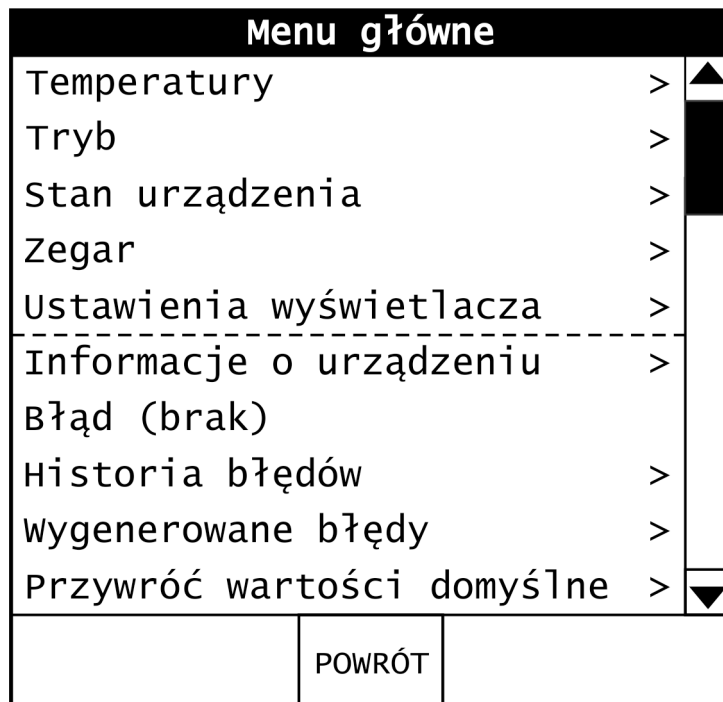 Menu główne
Temperatury >
Tryb >
Stan urządzenia >
Zegar >
Ustawienia wyświetlacza >
Informacje o urządzeniu >
Błąd (brak)
Historia błędów >
Wygenerowane błędy >
Przywróć wartości domyślne >
POWRÓT